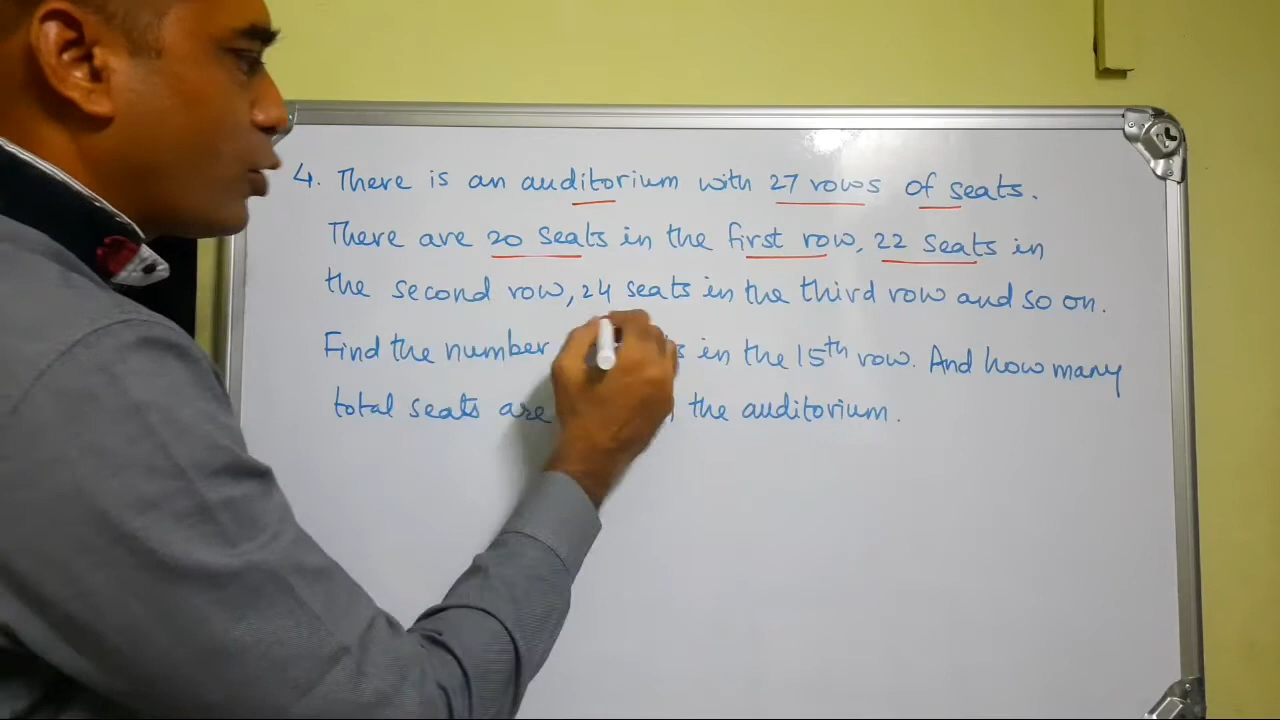 4. There is an auditorium with 27 rows of seats.
There are 20 seats in the first row, 22 seats in
the second row, 24 seats in the third row and so on.
Find the number in the 15th row. And how many
total seats are the auditorium.